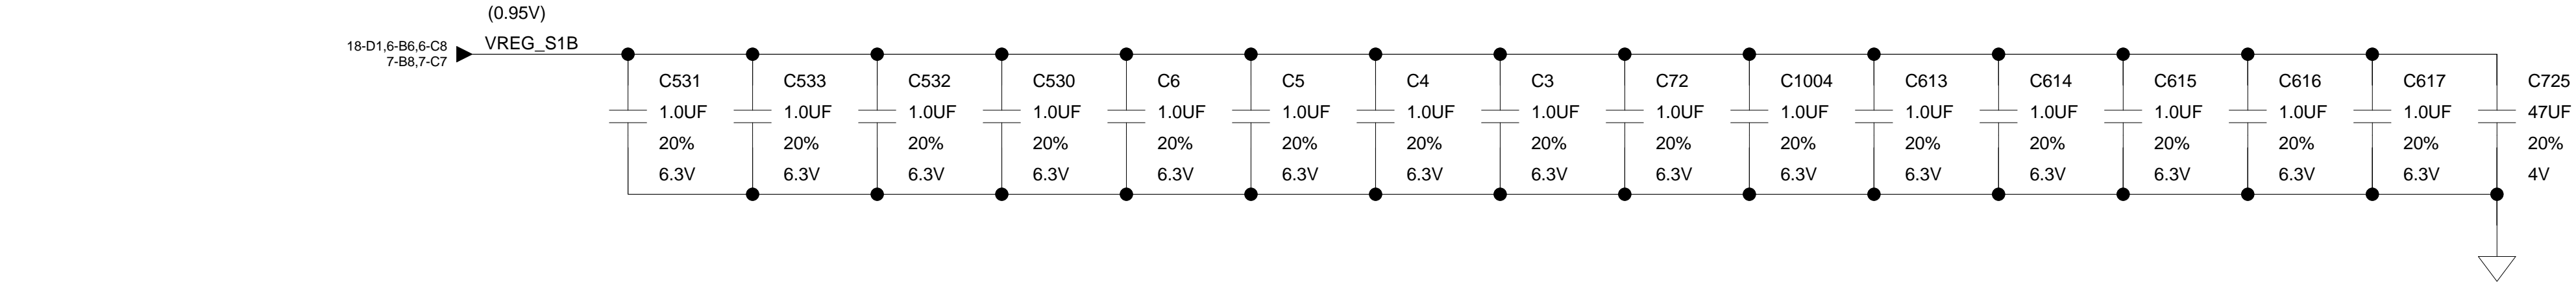 (0.95V)
18-D1,6-B6,6-C8
7-B8,7-C7
VREG_S1B
C531
1.0UF
20%
6.3V
C533
1.0UF
20%
6.3V
C532
1.0UF
20%
6.3V
C530
1.0UF
20%
6.3V
C6
1.0UF
20%
6.3V
C5
1.0UF
20%
6.3V
C4
1.0UF
20%
6.3V
C3
1.0UF
20%
6.3V
C72
1.0UF
20%
6.3V
C1004
1.0UF
20%
6.3V
C613
1.0UF
20%
6.3V
C614
1.0UF
20%
6.3V
C615
1.0UF
20%
6.3V
C616
1.0UF
20%
6.3V
C617
1.0UF
20%
6.3V
C725
47UF
20%
4V